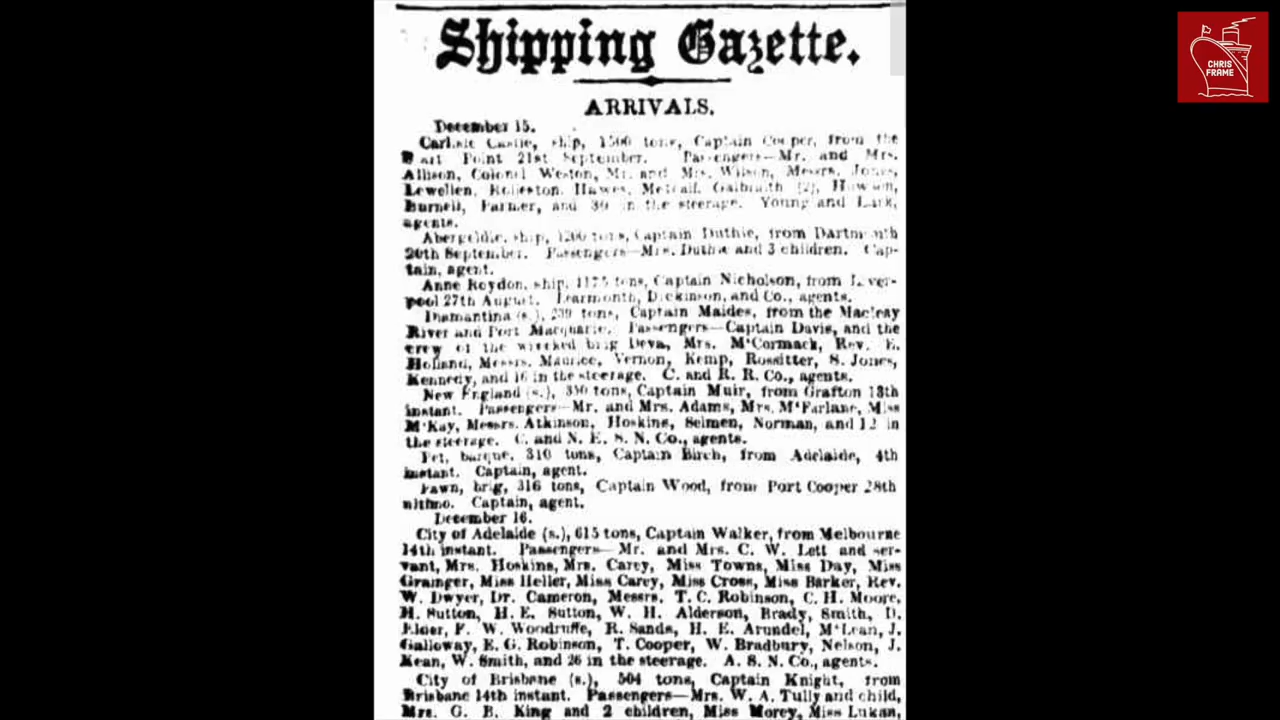 Shipping Gazette.
ARRIVALS.
December 15.
Carlisle Castle, ship, 1500 tons, Captain Cooper, from the
Start Point 21st September. Passengers—Mr. and Mrs.
Allison, Colonel Weston, Mr. and Mrs. Wilson, Messrs. Jones,
Lewellen, Rolleston, Hawes, Metcalf, Galbraith (2), Howson,
Burnell, Farmer, and 30 in the steerage. Young and Lark,
agents.
Abergeldie, ship, 1200 tons, Captain Duthie, from Dartmouth
20th September. Passengers—Mrs. Duthie and 3 children. Cap-
tain, agent.
Anne Roydon, ship, 1175 tons, Captain Nicholson, from Liver-
pool 27th August. Learmonth, Dickinson, and Co., agents.
Diamantina (s.), 239 tons, Captain Maides, from the Macleay
River and Port Macquarie. Passengers—Captain Davis, and the
crew of the wrecked brig Deva, Mrs. M'Cormack, Rev. E.
Holland, Messrs. Maurice, Vernon, Kemp, Rossitter, S. Jones,
Kennedy, and 16 in the steerage. C. and R. R. Co., agents.
New England (s.), 350 tons, Captain Muir, from Grafton 13th
instant. Passengers—Mr. and Mrs. Adams, Mrs. M'Farlane, Miss
M'Kay, Messrs. Atkinson, Hoskins, Selmen, Norman, and 12 in
the steerage. C. and N. E. S. N. Co., agents.
Pet, barque, 310 tons, Captain Birch, from Adelaide, 4th
instant. Captain, agent.
Fawn, brig, 316 tons, Captain Wood, from Port Cooper 28th
ultimo. Captain, agent.
December 16.
City of Adelaide (s.), 615 tons, Captain Walker, from Melbourne
14th instant. Passengers—Mr. and Mrs. C. W. Lett and ser-
vant, Mrs. Hoskins, Mrs. Carey, Miss Towns, Miss Day, Miss
Grainger, Miss Heller, Miss Carey, Miss Cross, Miss Barker, Rev.
W. Dwyer, Dr. Cameron, Messrs. T. C. Robinson, C. H. Moore,
H. Sutton, H. E. Sutton, W. H. Alderson, Brady, Smith, D.
Elder, F. W. Woodruffe, R. Sands, H. E. Arundel, M'Lean, J.
Galloway, E. G. Robinson, T. Cooper, W. Bradbury, Nelson, J.
Kean, W. Smith, and 26 in the steerage. A. S. N. Co., agents.
City of Brisbane (s.), 504 tons, Captain Knight, from
Brisbane 14th instant. Passengers—Mrs. W. A. Tully and child,
Mrs. G. B. King and 2 children, Miss Morey, Miss Lukan,
CHRIS
FRAME